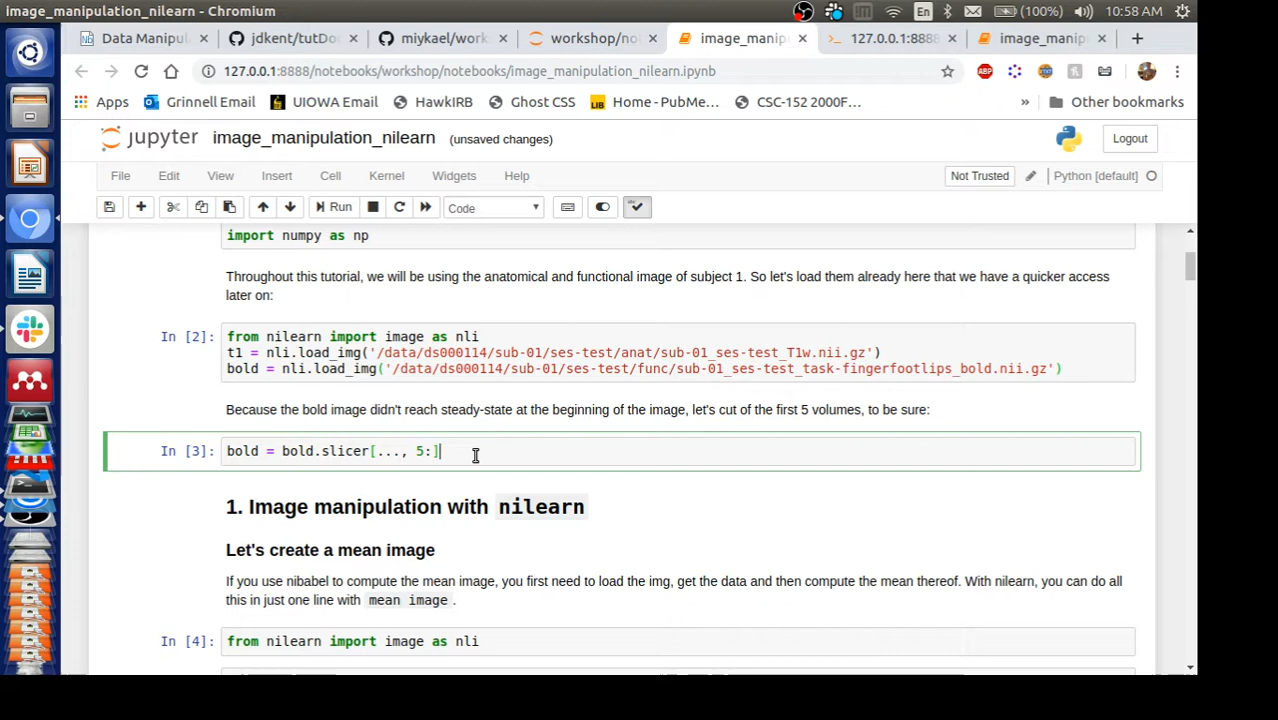 image_manipulation_nilearn - Chromium
En
(100%)
10:58 AM
Data Manipul
jdkent/tutDo
miykael/work
workshop/no
image_manip
127.0.0.1:8888
image_manip
127.0.0.1:8888/notebooks/workshop/notebooks/image_manipulation_nilearn.ipynb
ABP
Apps
Grinnell Email
UIOWA Email
HawkIRB
Ghost CSS
LIB
Home - PubMe...
CSC-152 2000F...
»
Other bookmarks
jupyter
image_manipulation_nilearn
(unsaved changes)
Logout
File
Edit
View
Insert
Cell
Kernel
Widgets
Help
Not Trusted
Python [default]
Run
Code
import numpy as np
Throughout this tutorial, we will be using the anatomical and functional image of subject 1. So let's load them already here that we have a quicker access
later on:
In [2]:
from nilearn import image as nli
t1 = nli.load_img('/data/ds000114/sub-01/ses-test/anat/sub-01_ses-test_T1w.nii.gz')
bold = nli.load_img('/data/ds000114/sub-01/ses-test/func/sub-01_ses-test_task-fingerfootlips_bold.nii.gz')
Because the bold image didn't reach steady-state at the beginning of the image, let's cut of the first 5 volumes, to be sure:
In [3]:
bold = bold.slicer[..., 5:]
1. Image manipulation with nilearn
Let's create a mean image
If you use nibabel to compute the mean image, you first need to load the img, get the data and then compute the mean thereof. With nilearn, you can do all
this in just one line with mean image.
In [4]:
from nilearn import image as nli